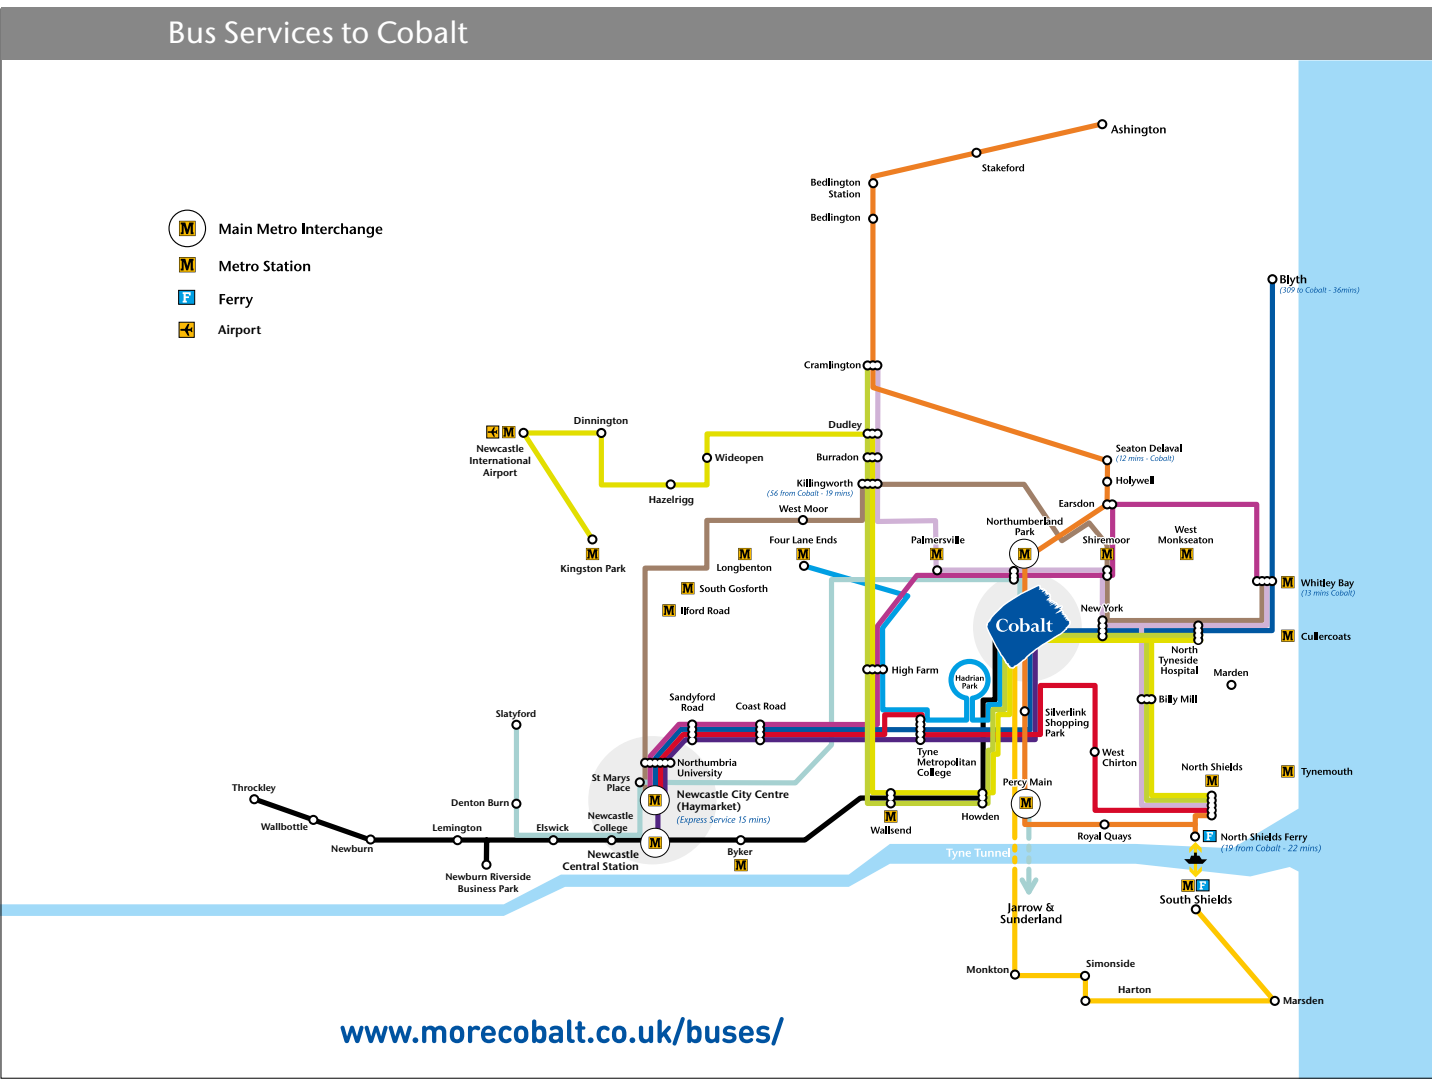 Bus Services to Cobalt
M
Main Metro Interchange
M
Metro Station
F
Ferry
Airport
Ashington
Stakeford
Bedlington
Station
Bedlington
Blyth
(309 to Cobalt - 36mins)
Cramlington
Dinnington
Dudley
M
Newcastle
International
Airport
Wideopen
Burradon
Seaton Delaval
(12 mins - Cobalt)
Hazelrigg
Killingworth
(56 from Cobalt - 19 mins)
Holywell
Earsdon
West Moor
Northumberland
Park
M
Kingston Park
M
Longbenton
M
Four Lane Ends
M
Palmersville
M
Shiremoor
M
West
Monkseaton
M
M
South Gosforth
M
Ilford Road
M
Whitley Bay
(13 mins Cobalt)
New York
Cobalt
M
Cullercoats
North
Tyneside
Hospital
High Farm
Hadrian
Park
Marden
Billy Mill
Sandyford
Road
Coast Road
Slatyford
Silverlink
Shopping
Park
Tyne
Metropolitan
College
West
Chirton
Northumbria
University
St Marys
Place
North Shields
M
M
Tynemouth
Throckley
Denton Burn
M
Newcastle City Centre
(Haymarket)
(Express Service 15 mins)
Percy Main
M
Wallbottle
Lemington
Elswick
Newcastle
College
M
Wallsend
Howden
Royal Quays
F
North Shields Ferry
(19 from Cobalt - 22 mins)
Newburn
Newcastle
Central Station
M
Byker
M
Tyne Tunnel
Newburn Riverside
Business Park
M
F
South Shields
Jarrow &
Sunderland
Monkton
Simonside
Harton
Marsden
www.morecobalt.co.uk/buses/